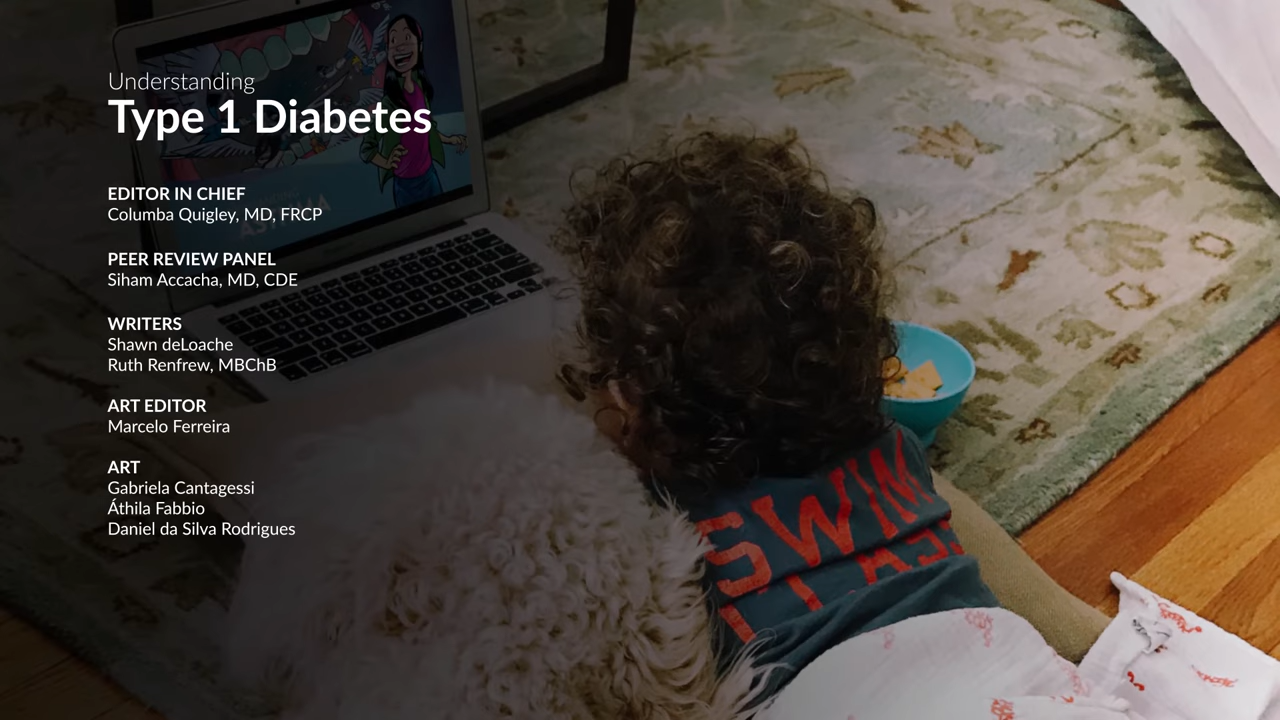 Understanding
Type 1 Diabetes
EDITOR IN CHIEF
Columba Quigley, MD, FRCP
PEER REVIEW PANEL
Siham Accacha, MD, CDE
WRITERS
Shawn deLoache
Ruth Renfrew, MBChB
ART EDITOR
Marcelo Ferreira
ART
Gabriela Cantagessi
Áthila Fabbio
Daniel da Silva Rodrigues
ASTHMA
SWIM
CLASS